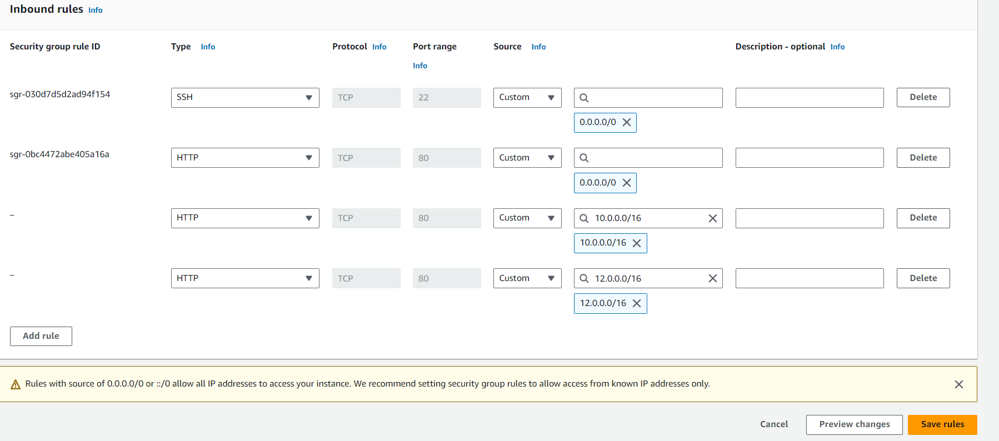 Inbound rules Info
Security group rule ID Type Info Protocol Info Port range Info Source Info Description - optional Info
sgr-030d7d5d2ad94f154 SSH TCP 22 Custom Delete
0.0.0.0/0
sgr-0bc4472abe405a16a HTTP TCP 80 Custom Delete
0.0.0.0/0
– HTTP TCP 80 Custom 10.0.0.0/16 Delete
10.0.0.0/16
– HTTP TCP 80 Custom 12.0.0.0/16 Delete
12.0.0.0/16
Add rule
Rules with source of 0.0.0.0/0 or ::/0 allow all IP addresses to access your instance. We recommend setting security group rules to allow access from known IP addresses only.
Cancel Preview changes Save rules